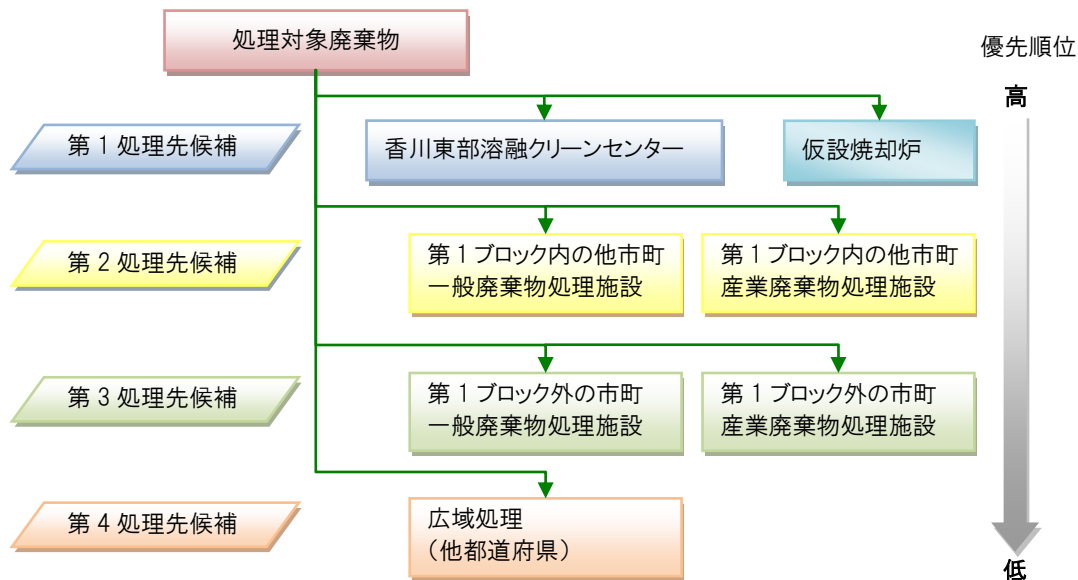 処理対象廃棄物
優先順位
高
第1処理先候補
香川東部溶融クリーンセンター
仮設焼却炉
第2処理先候補
第1ブロック内の他市町
一般廃棄物処理施設
第1ブロック内の他市町
産業廃棄物処理施設
第3処理先候補
第1ブロック外の市町
一般廃棄物処理施設
第1ブロック外の市町
産業廃棄物処理施設
第4処理先候補
広域処理
(他都道府県)
低